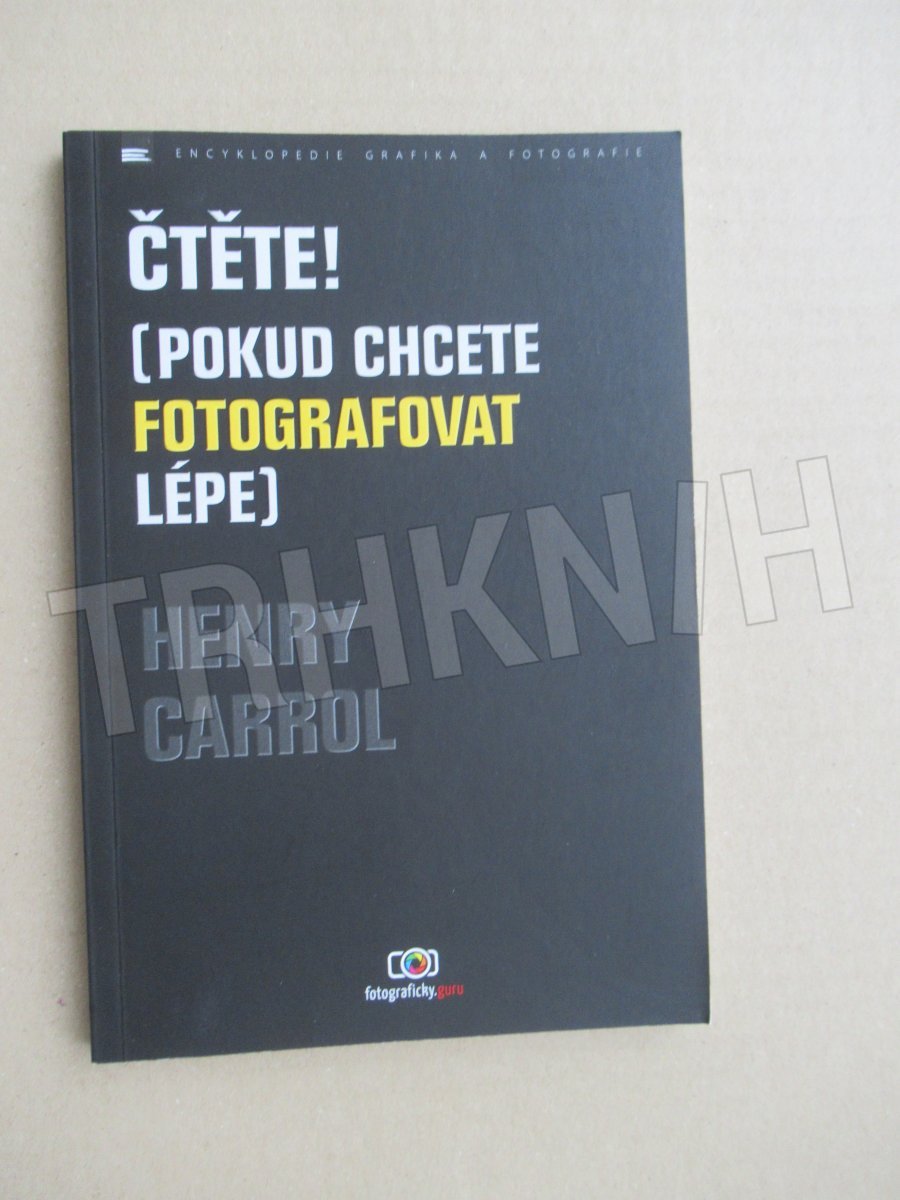 ENCYKLOPEDIE GRAFIKA A FOTOGRAFIE
ČTĚTE!
(POKUD CHCETE
FOTOGRAFOVAT
LÉPE)
TRHKNIH
HENRY
CARROL
fotograficky.guru